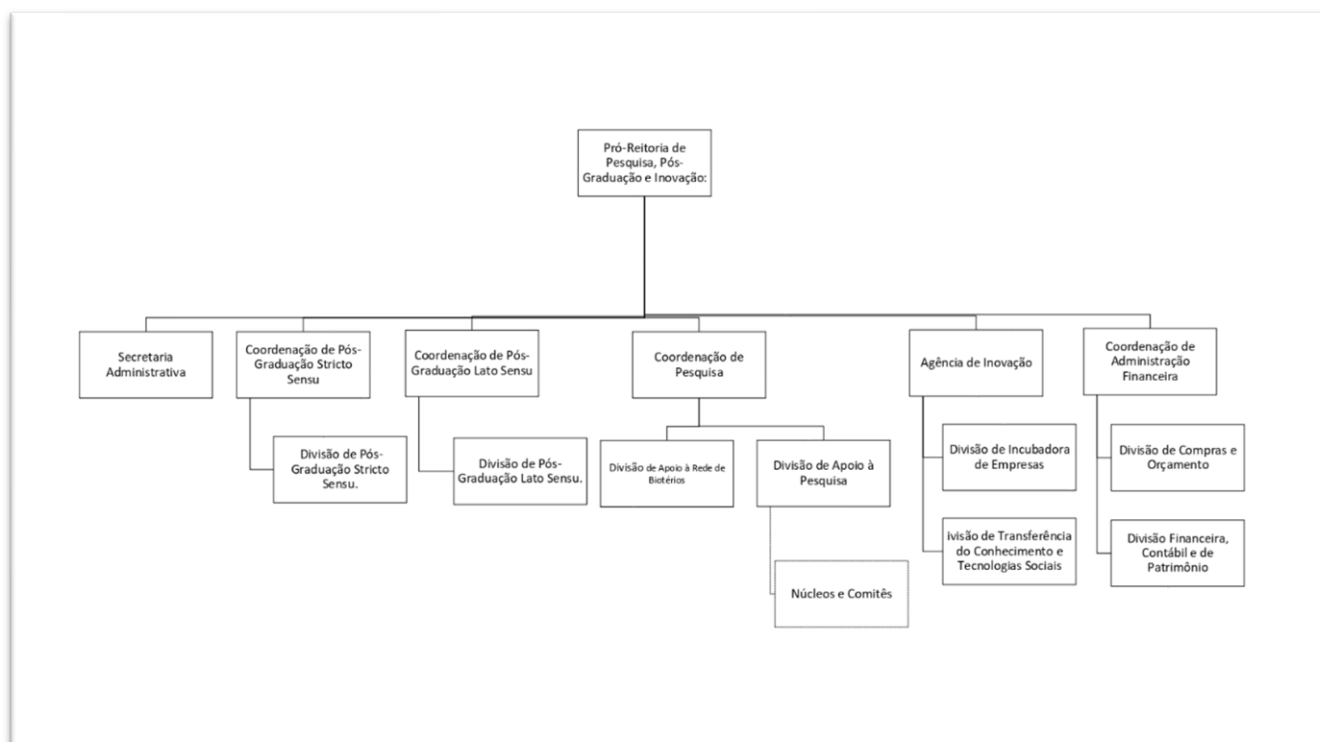 Pró-Reitoria de
Pesquisa, Pós-
Graduação e Inovação:
Secretaria
Administrativa
Coordenação de Pós-
Graduação Stricto
Sensu
Coordenação de Pós-
Graduação Lato Sensu
Coordenação de
Pesquisa
Agência de Inovação
Coordenação de
Administração
Financeira
Divisão de Pós-
Graduação Stricto
Sensu.
Divisão de Pós-
Graduação Lato Sensu.
Divisão de Apoio à Rede de
Biotérios
Divisão de Apoio à
Pesquisa
Divisão de Incubadora
de Empresas
Divisão de Compras e
Orçamento
ivisão de Transferência
do Conhecimento e
Tecnologias Sociais
Divisão Financeira,
Contábil e de
Patrimônio
Núcleos e Comitês